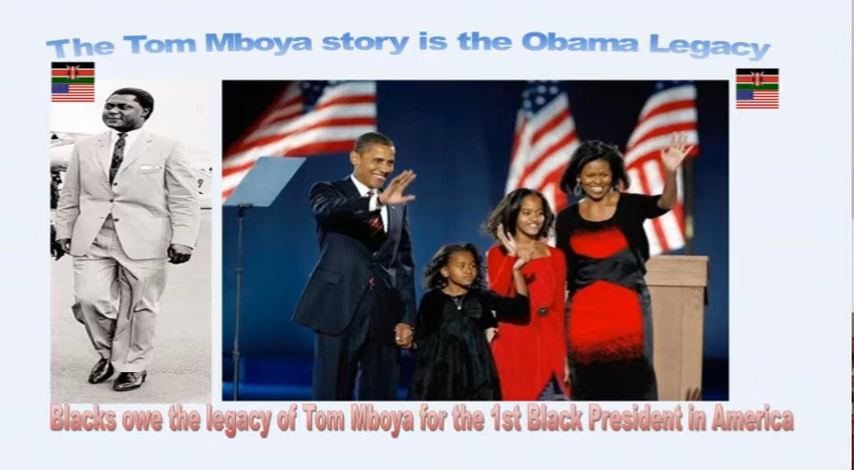 The Tom Mboya story is the Obama Legacy
Blacks owe the legacy of Tom Mboya for the 1st Black President in America